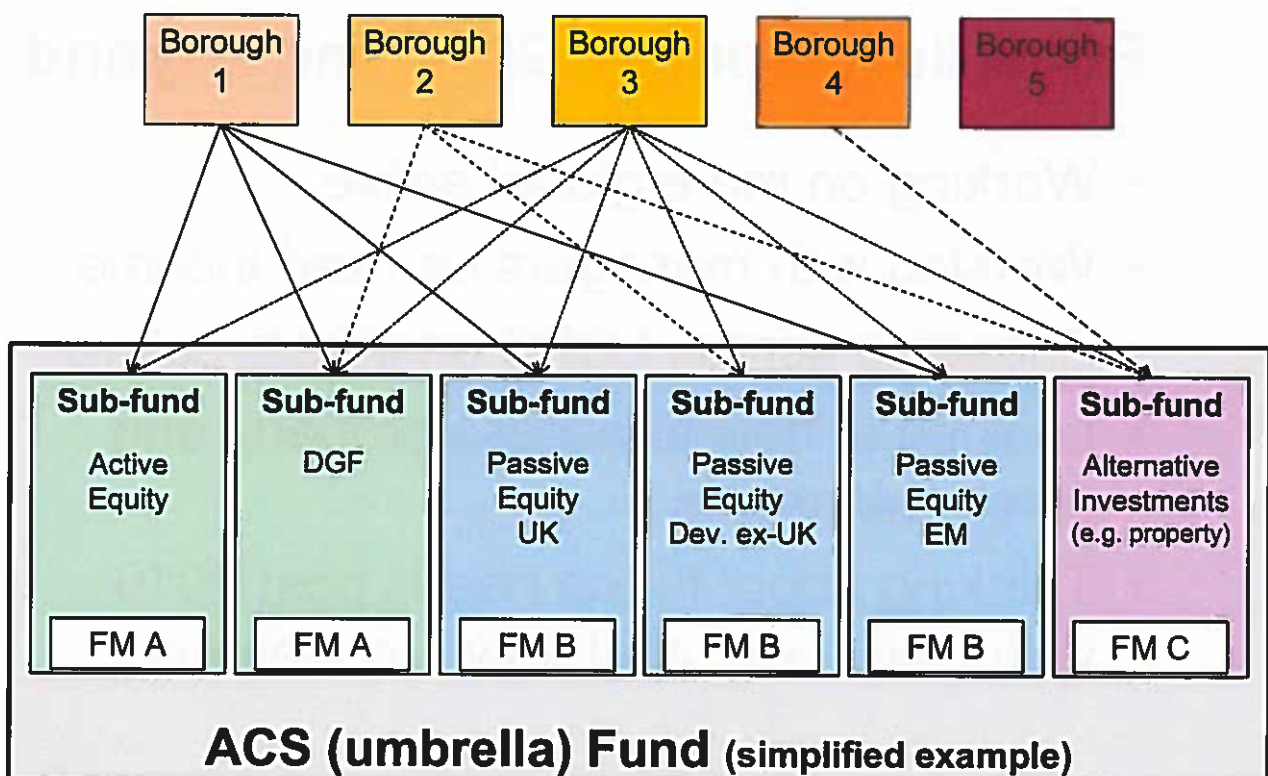 Borough
1
Borough
2
Borough
3
Borough
4
Borough
5
Sub-fund
Active
Equity
FM A
Sub-fund
DGF
FM A
Sub-fund
Passive
Equity
UK
FM B
Sub-fund
Passive
Equity
Dev. ex-UK
FM B
Sub-fund
Passive
Equity
EM
FM B
Sub-fund
Alternative
Investments
(e.g. property)
FM C
ACS (umbrella) Fund (simplified example)